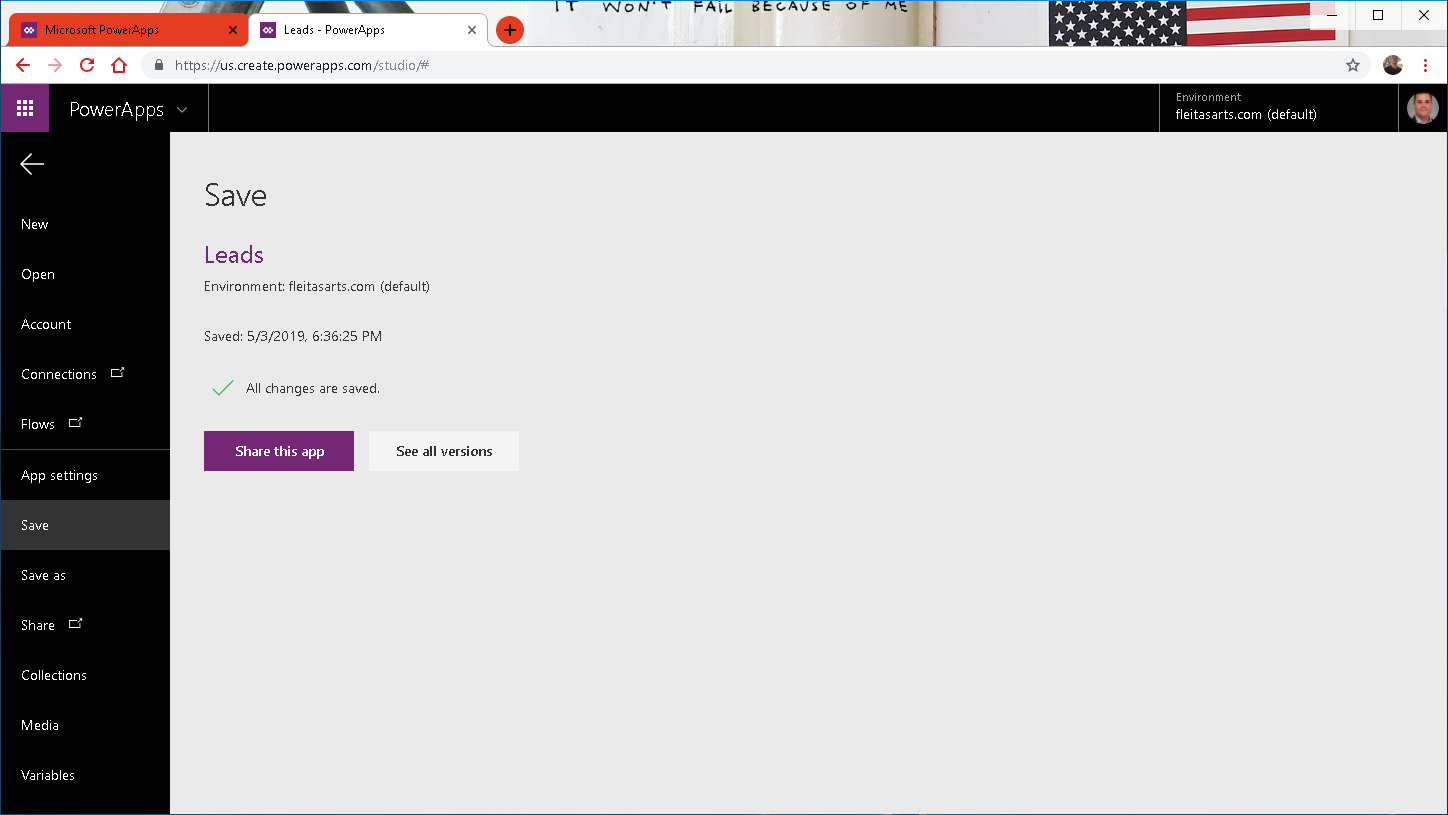 IT WON'T FAIL BECAUSE OF ME
Microsoft PowerApps
Leads - PowerApps
https://us.create.powerapps.com/studio/#
PowerApps
Environment
fleitasarts.com (default)
New
Open
Account
Connections
Flows
App settings
Save
Save as
Share
Collections
Media
Variables
Save
Leads
Environment: fleitasarts.com (default)
Saved: 5/3/2019, 6:36:25 PM
All changes are saved.
Share this app
See all versions